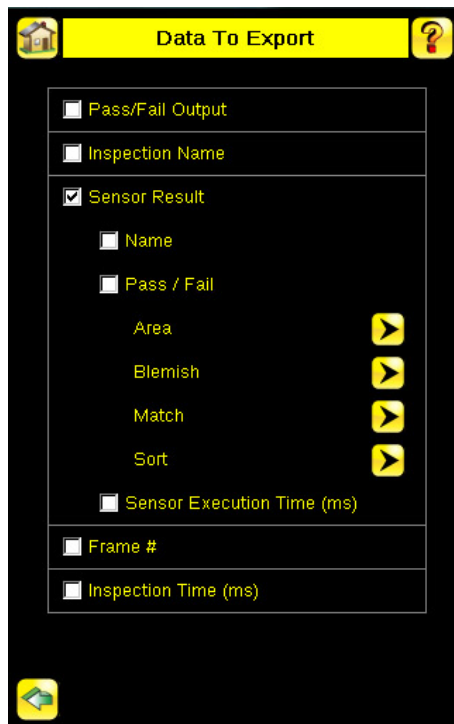 Data To Export
?
Pass/Fail Output
Inspection Name
Sensor Result
Name
Pass / Fail
Area
Blemish
Match
Sort
Sensor Execution Time (ms)
Frame #
Inspection Time (ms)